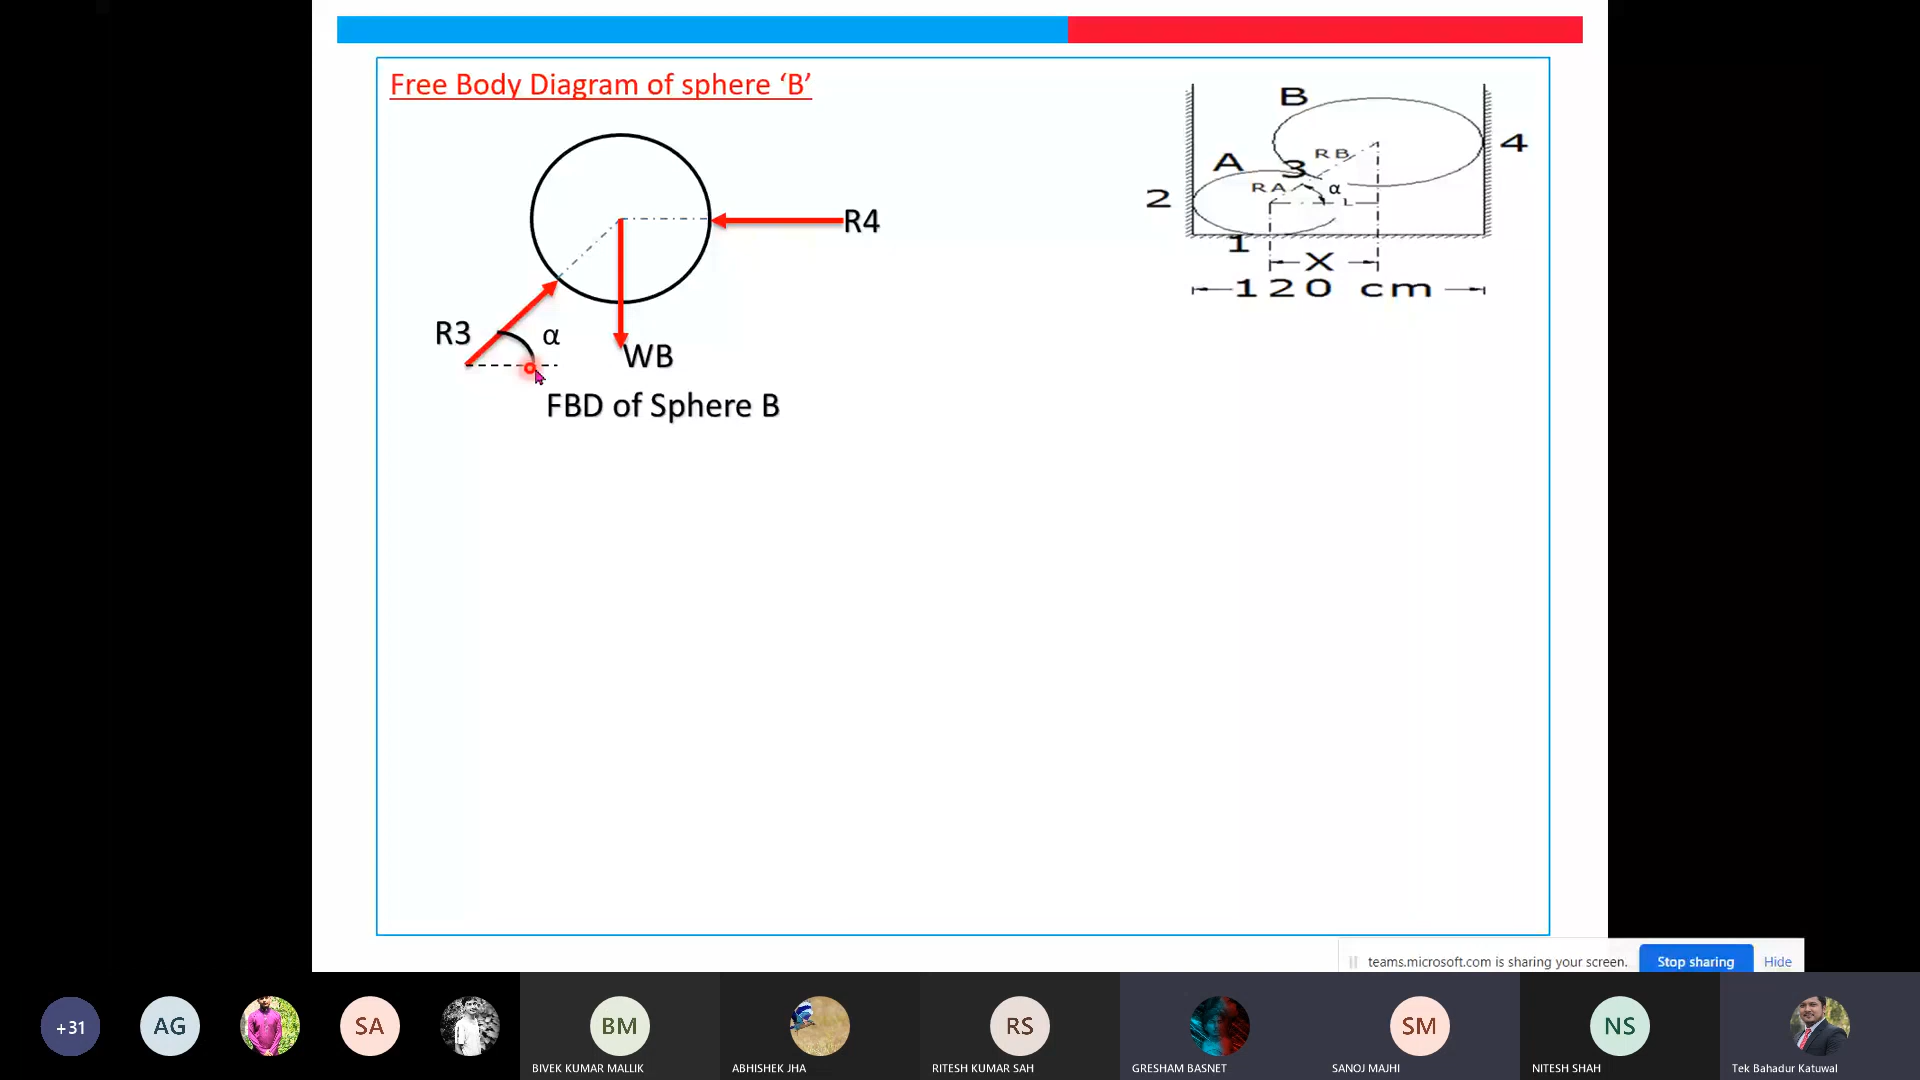 Free Body Diagram of sphere ‘B’
B
4
R B
A
3
R A
α
2
L
1
X
120 cm
R4
R3
α
WB
FBD of Sphere B
teams.microsoft.com is sharing your screen.
Stop sharing
Hide
+31
AG
SA
BM
RS
SM
NS
BIVEK KUMAR MALLIK
ABHISHEK JHA
RITESH KUMAR SAH
GRESHAM BASNET
SANOJ MAJHI
NITESH SHAH
Tek Bahadur Katuwal